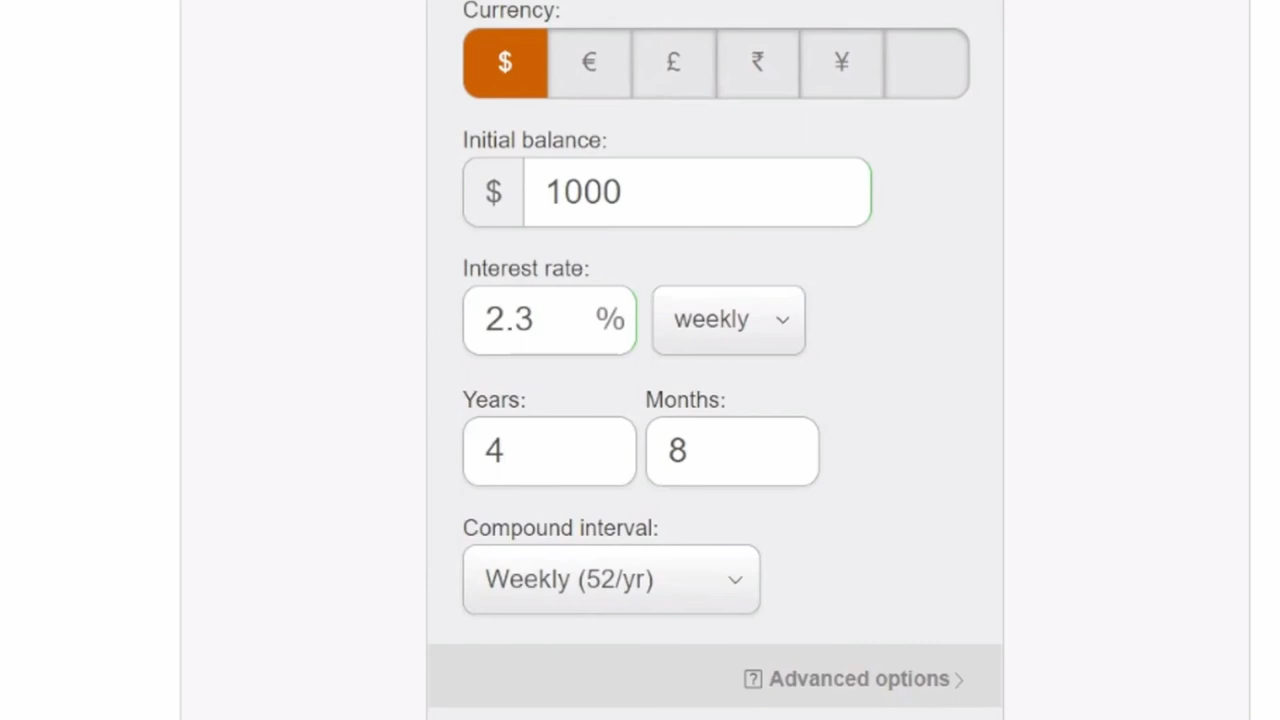 Currency:
$ € £ ₹ ¥
Initial balance:
$ 1000
Interest rate:
2.3 % weekly
Years: Months:
4 8
Compound interval:
Weekly (52/yr)
? Advanced options